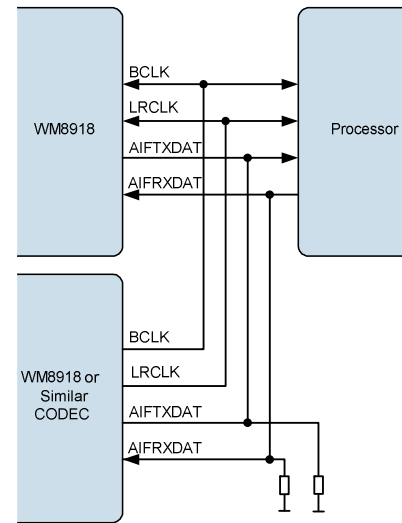 BCLK
LRCLK
WM8918
Processor
AIFTXDAT
AIFRXDAT
BCLK
LRCLK
WM8918 or
Similar
CODEC
AIFTXDAT
AIFRXDAT